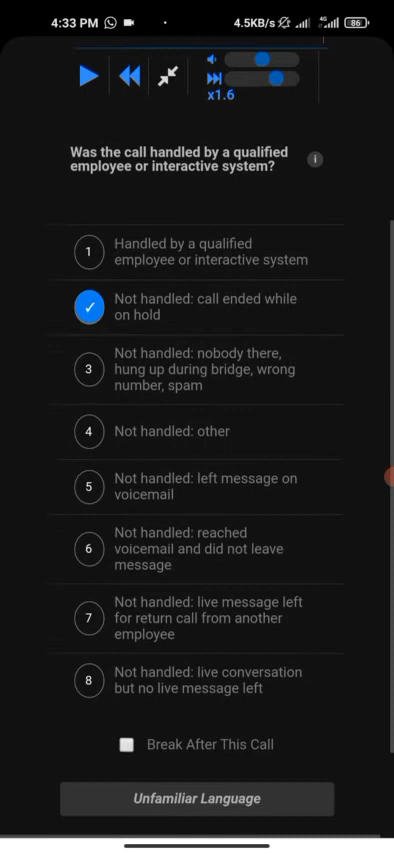 4:33 PM
4.5KB/s 4G 86
x1.6
Was the call handled by a qualified
employee or interactive system?
i
1 Handled by a qualified
employee or interactive system
Not handled: call ended while
on hold
3 Not handled: nobody there,
hung up during bridge, wrong
number, spam
4 Not handled: other
5 Not handled: left message on
voicemail
6 Not handled: reached
voicemail and did not leave
message
7 Not handled: live message left
for return call from another
employee
8 Not handled: live conversation
but no live message left
Break After This Call
Unfamiliar Language